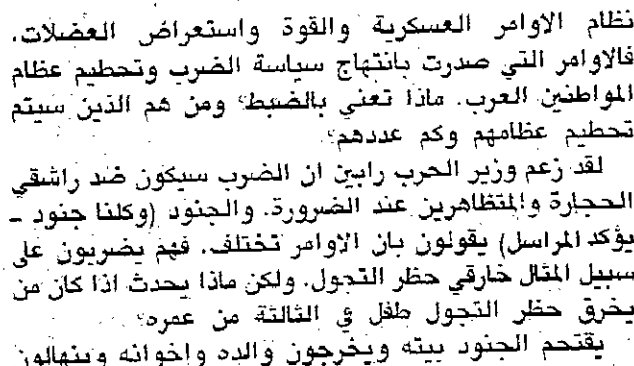 نظام الاوامر العسكرية والقوة واستعراض العضلات.
فالاوامر التي صدرت بانتهاج سياسة الضرب وتحطيم عظام
المواطنين العرب. ماذا تعني بالضبط؟ ومن هم الذين سيتم
تحطيم عظامهم وكم عددهم؟
لقد زعم وزير الحرب رابين ان الضرب سيكون ضد راشقي
الحجارة والمتظاهرين عند الضرورة. والجنود (وكلنا جنود -
يؤكد المراسل) يقولون بان الاوامر تختلف. فهم يضربون على
سبيل المثال خارقي حظر التجول. ولكن ماذا يحدث اذا كان من
يخرق حظر التجول طفل في الثالثة من عمره؟
يقتحم الجنود بيته ويخرجون والده واخوانه وينهالون